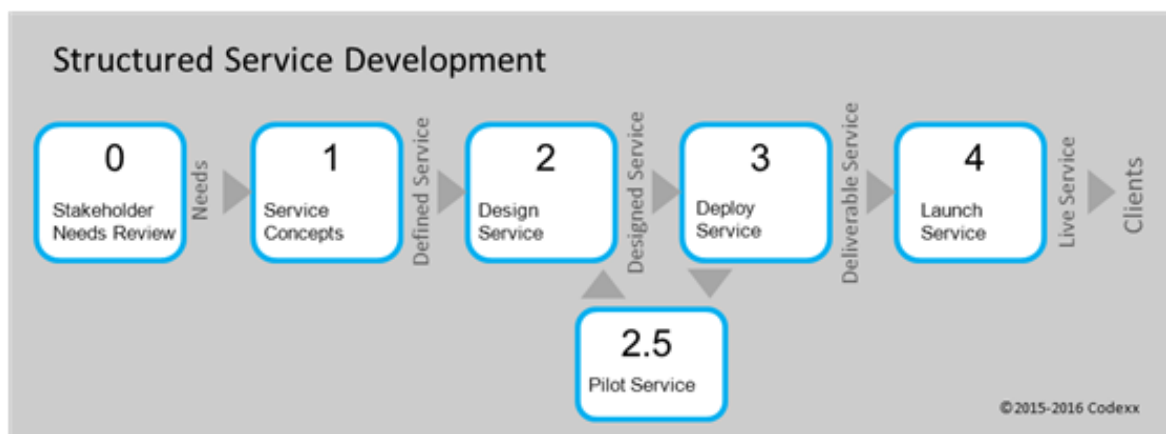 Structured Service Development
0
Stakeholder
Needs Review
Needs
1
Service
Concepts
Defined Service
2
Design
Service
Designed Service
3
Deploy
Service
Deliverable Service
4
Launch
Service
Live Service
Clients
2.5
Pilot Service
©2015-2016 Codexx